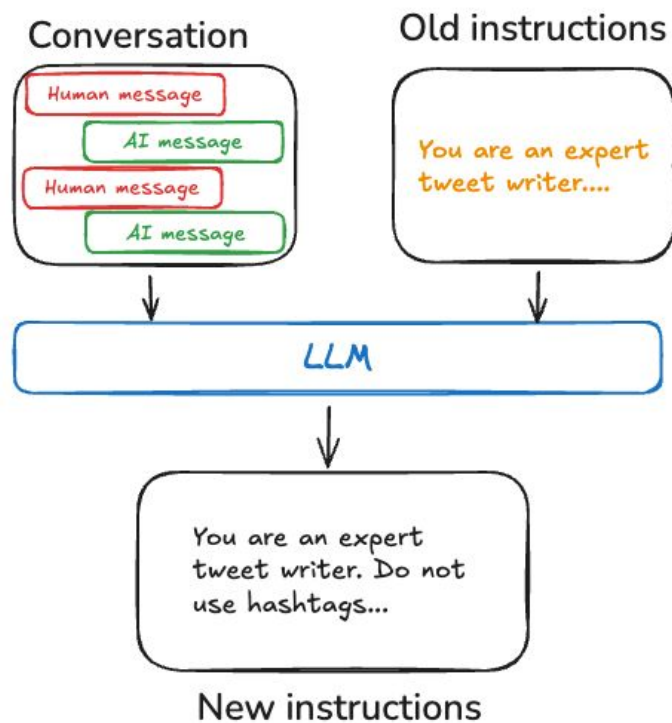 Conversation
Old instructions
Human message
AI message
Human message
AI message
You are an expert
tweet writer....
LLM
You are an expert
tweet writer. Do not
use hashtags...
New instructions